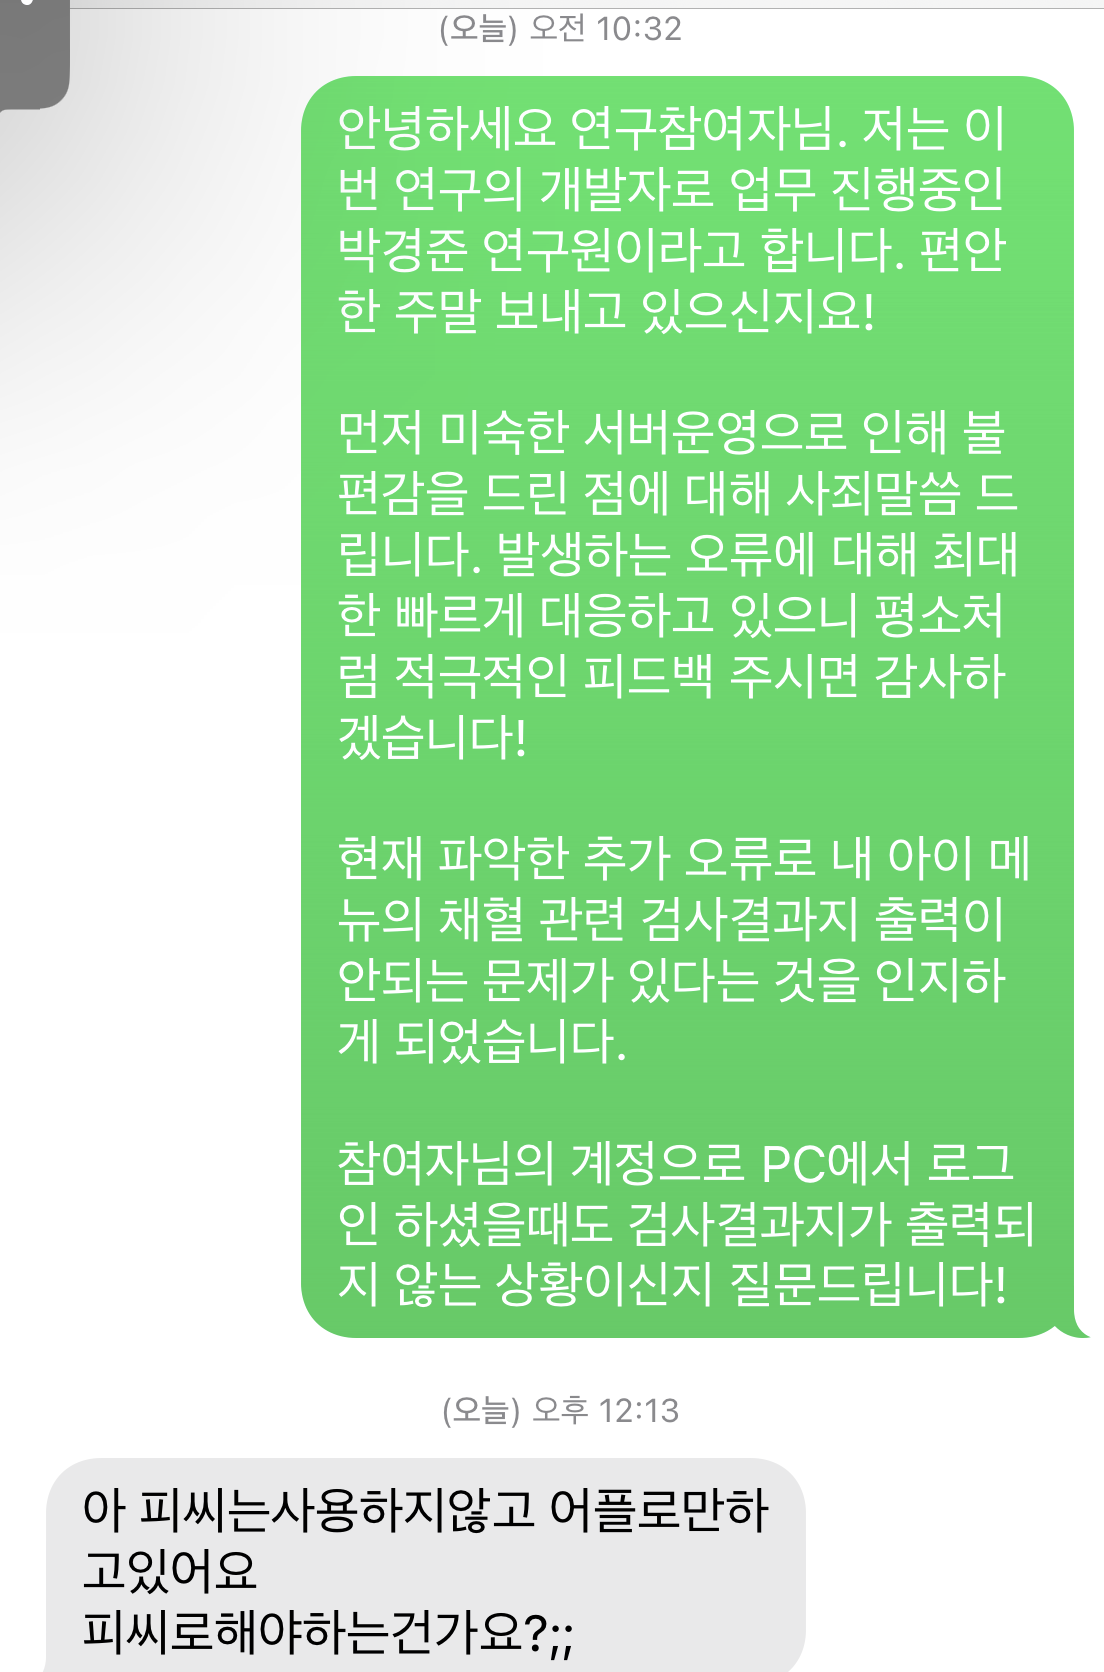 (오늘) 오전 10:32
안녕하세요 연구참여자님. 저는 이
번 연구의 개발자로 업무 진행중인
박경준 연구원이라고 합니다. 편안
한 주말 보내고 있으신지요!
먼저 미숙한 서버운영으로 인해 불
편감을 드린 점에 대해 사죄말씀 드
립니다. 발생하는 오류에 대해 최대
한 빠르게 대응하고 있으니 평소처
럼 적극적인 피드백 주시면 감사하
겠습니다!
현재 파악한 추가 오류로 내 아이 메
뉴의 채혈 관련 검사결과지 출력이
안되는 문제가 있다는 것을 인지하
게 되었습니다.
참여자님의 계정으로 PC에서 로그
인 하셨을때도 검사결과지가 출력되
지 않는 상황이신지 질문드립니다!
(오늘) 오후 12:13
아 피씨는사용하지않고 어플로만하
고있어요
피씨로해야하는건가요?;;